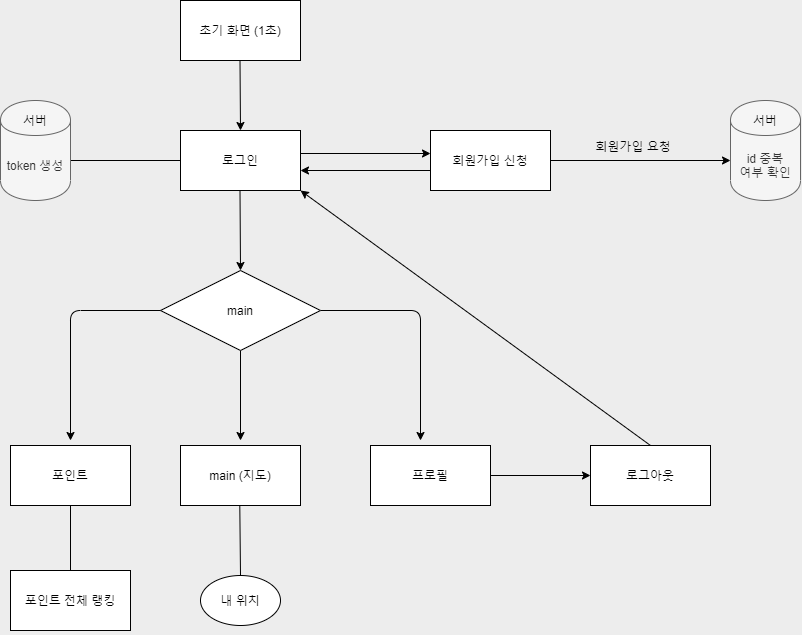 초기 화면 (1초)
서버
token 생성
로그인
회원가입 신청
회원가입 요청
서버
id 중복
여부 확인
main
포인트
main (지도)
프로필
로그아웃
포인트 전체 랭킹
내 위치